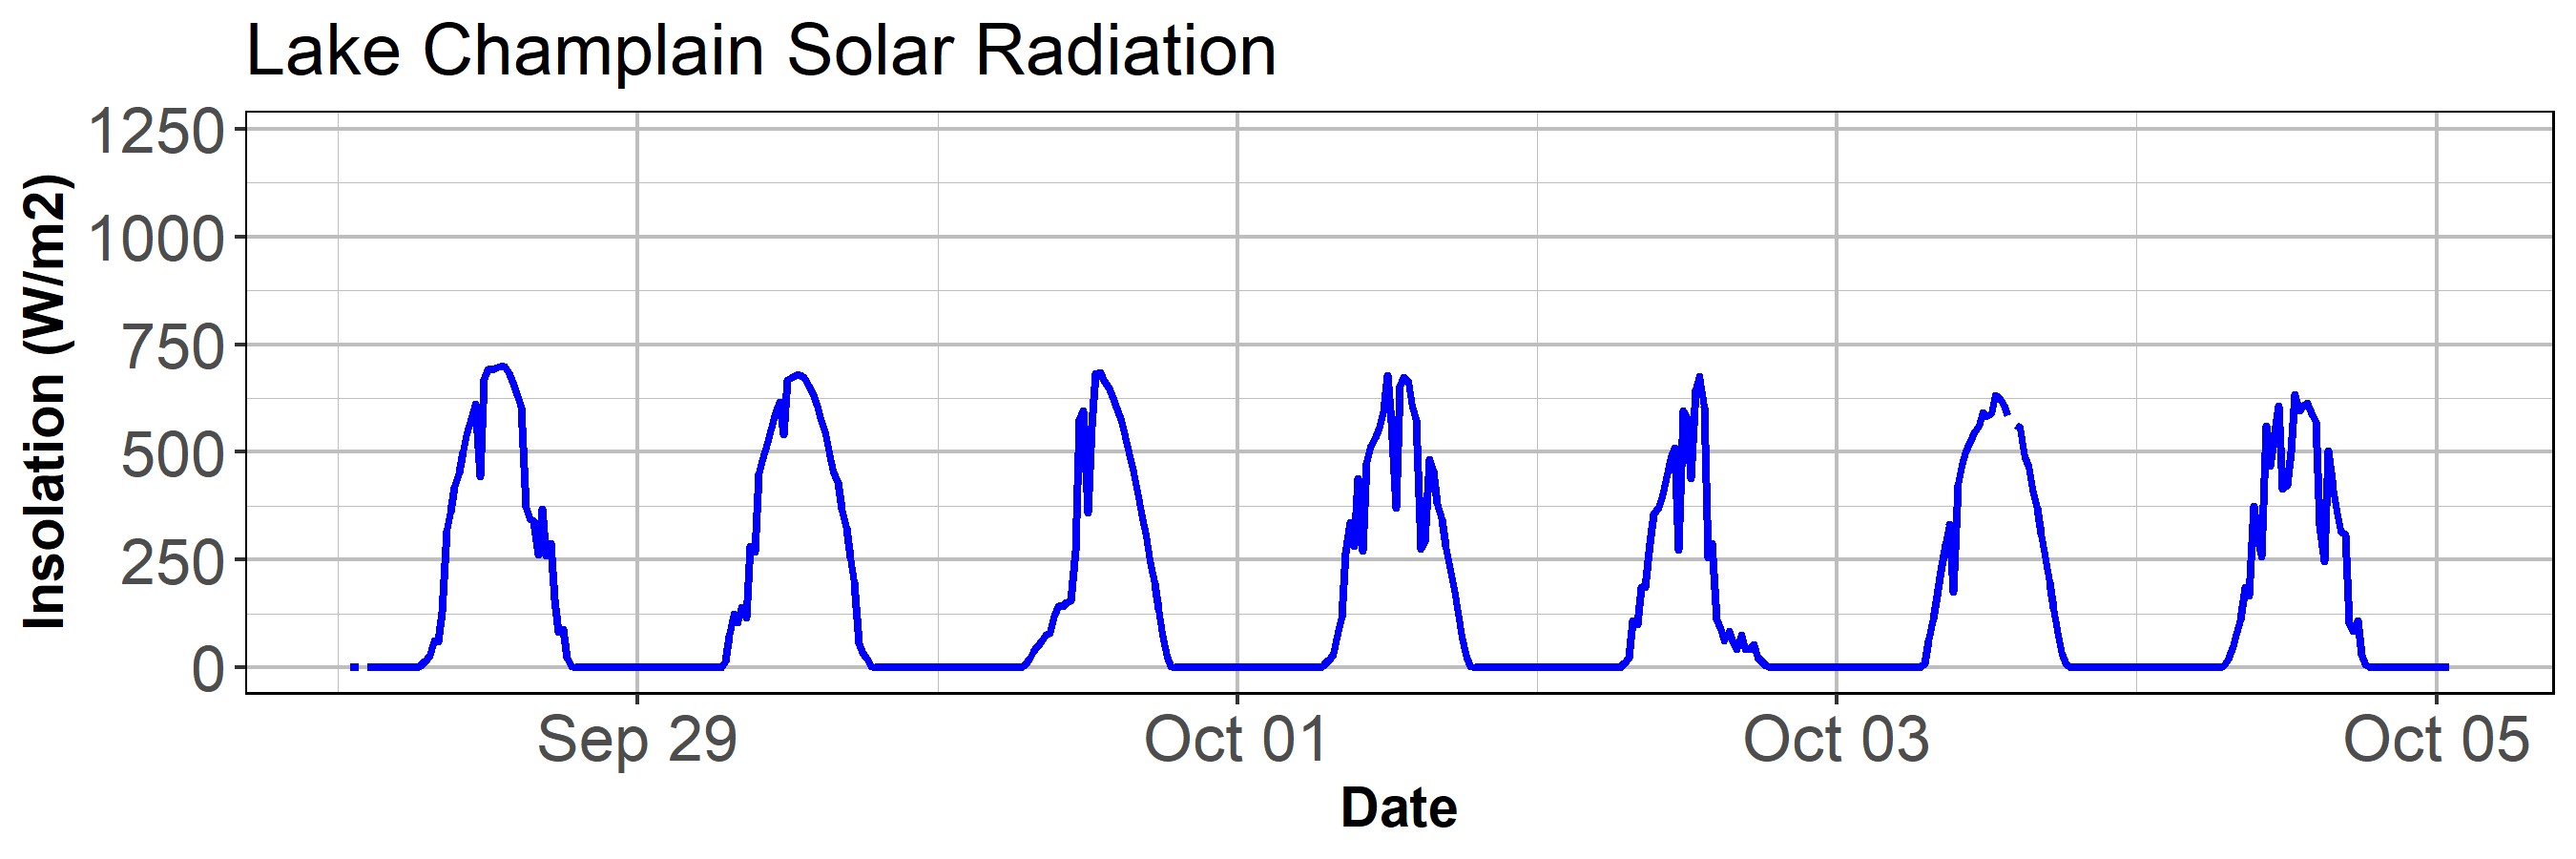 Lake Champlain Solar Radiation
1250
1000
750
500
250
0
Insolation (W/m2)
Sep 29
Oct 01
Oct 03
Oct 05
Date